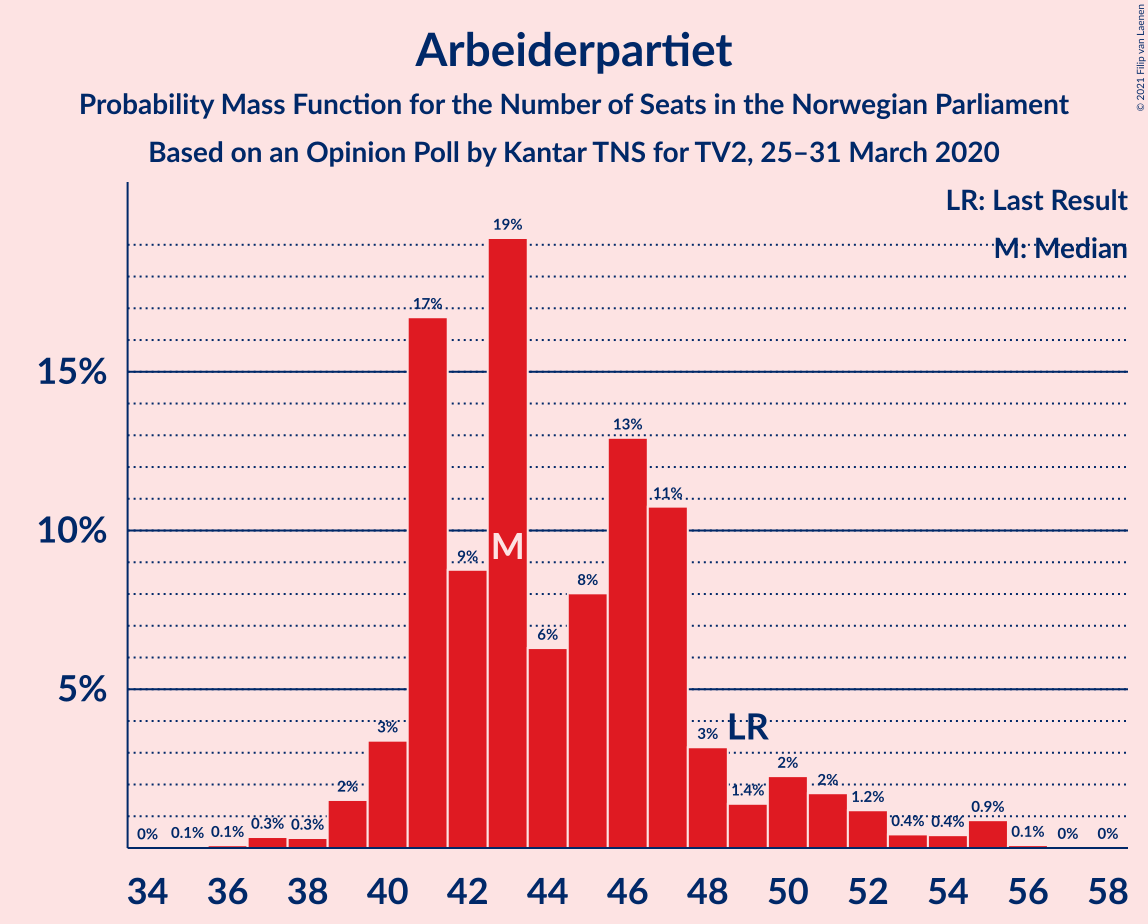 Arbeiderpartiet
Probability Mass Function for the Number of Seats in the Norwegian Parliament
Based on an Opinion Poll by Kantar TNS for TV2, 25–31 March 2020
© 2021 Filip van Laenen
LR: Last Result
M: Median
15%
10%
5%
0% 0.1% 0.1% 0.3% 0.3% 2% 3% 17% 9% 19% 6% 8% 13% 11% 3% 1.4% 2% 2% 1.2% 0.4% 0.4% 0.9% 0.1% 0% 0%
M
LR
34 36 38 40 42 44 46 48 50 52 54 56 58